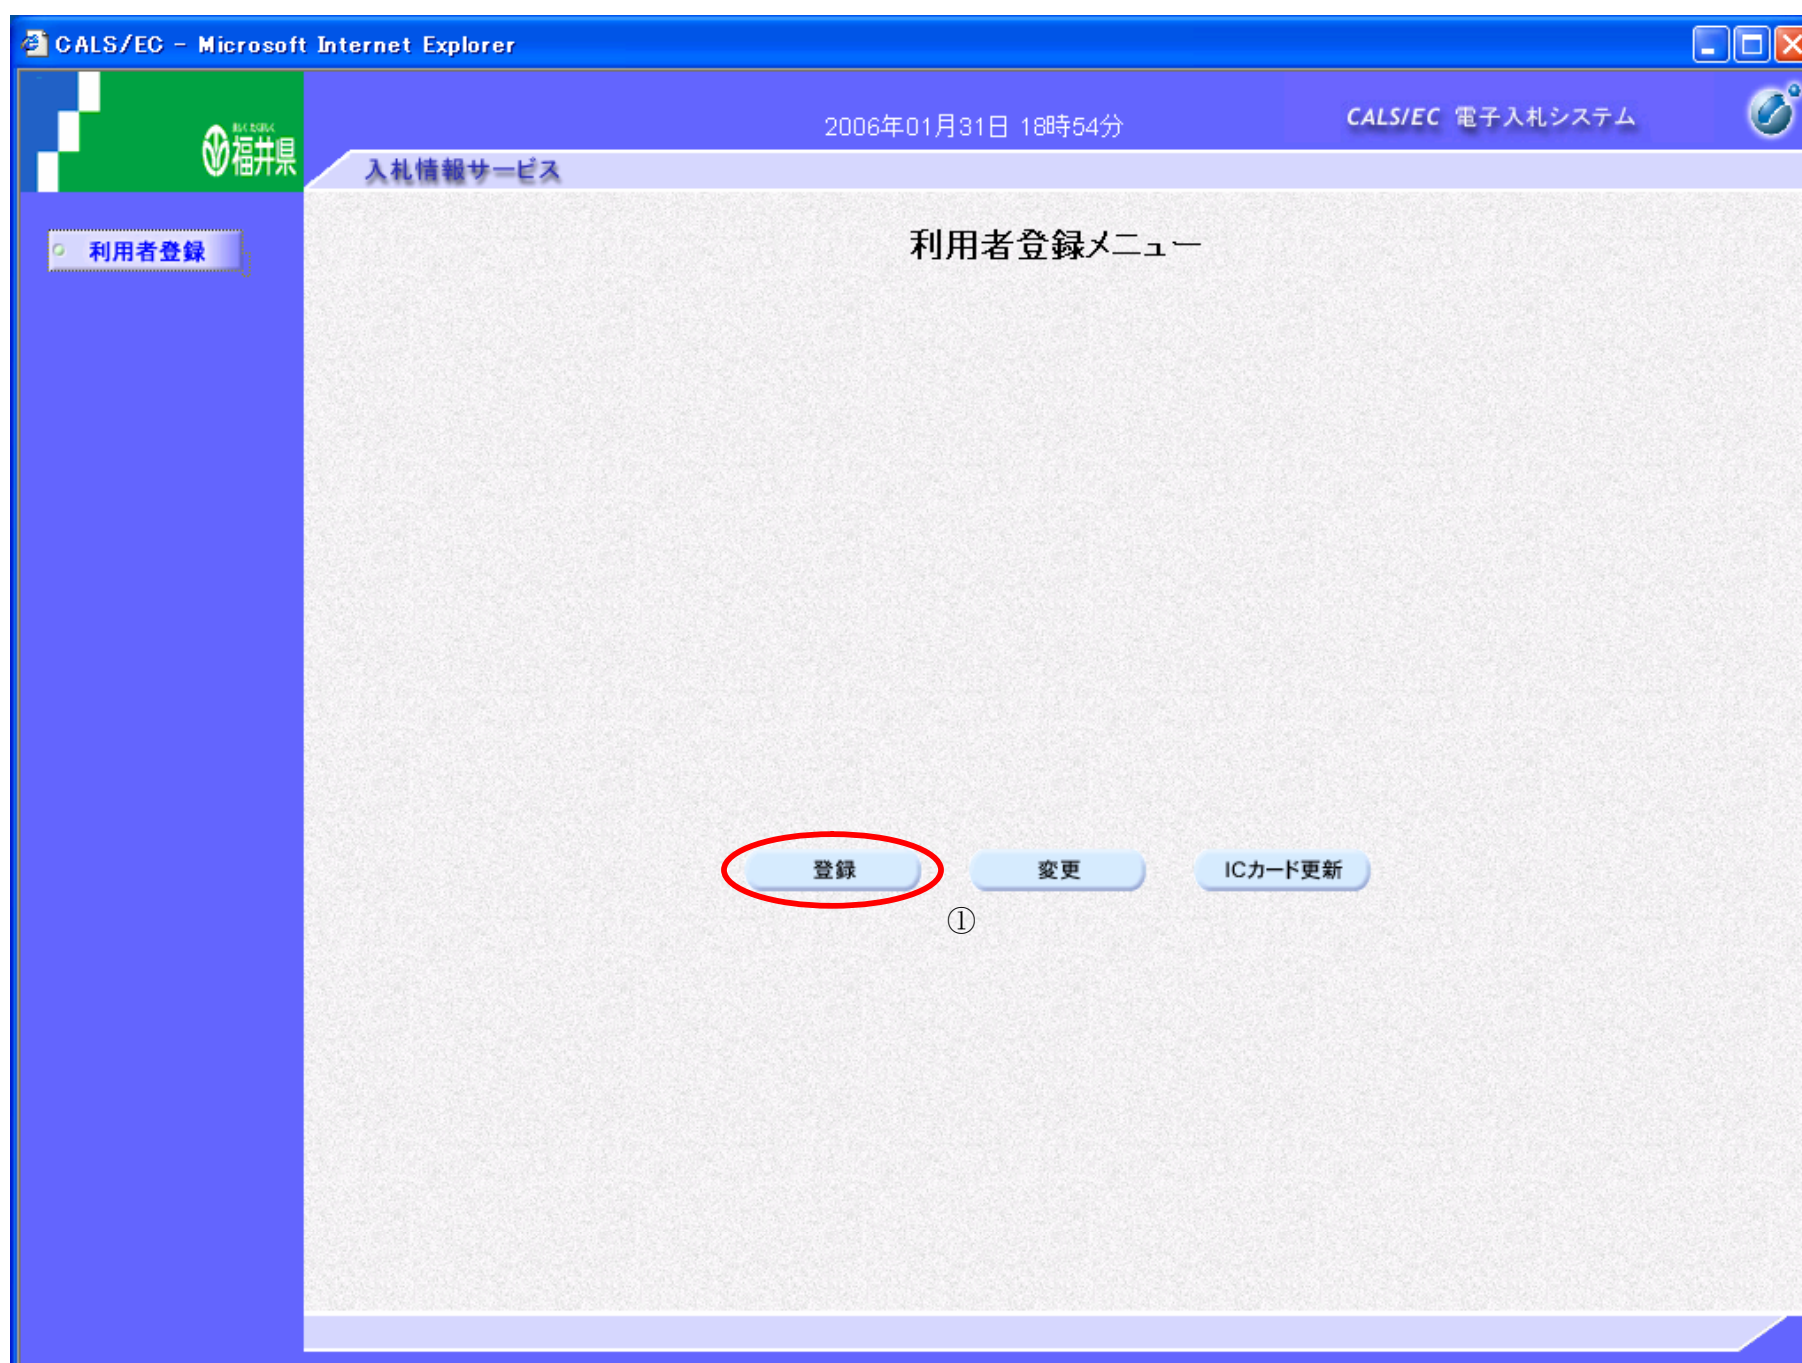 CALS/EC - Microsoft Internet Explorer
福井県
2006年01月31日 18時54分
CALS/EC 電子入札システム
入札情報サービス
利用者登録
利用者登録メニュー
登録
変更
ICカード更新
①